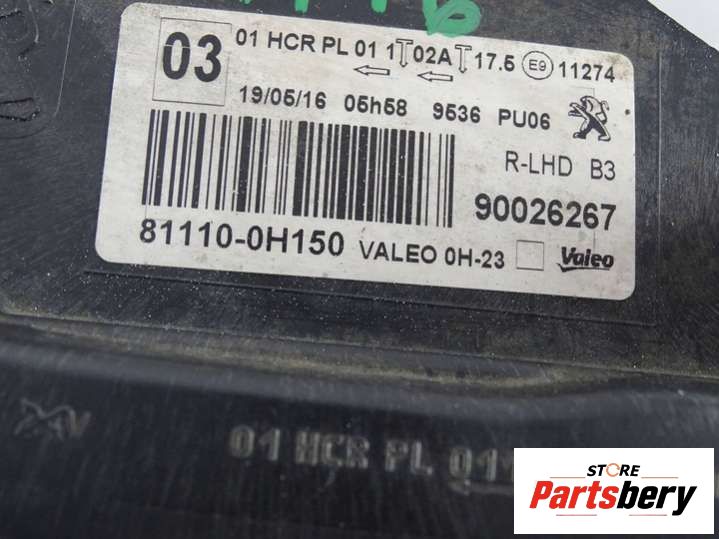 03
01 HCR PL 01 1 02A 17.5 E9 11274
19/05/16 05h58 9536 PU06
R-LHD B3
90026267
81110-0H150 VALEO 0H-23 Valeo
01 HCR PL 01
STORE
Partsbery